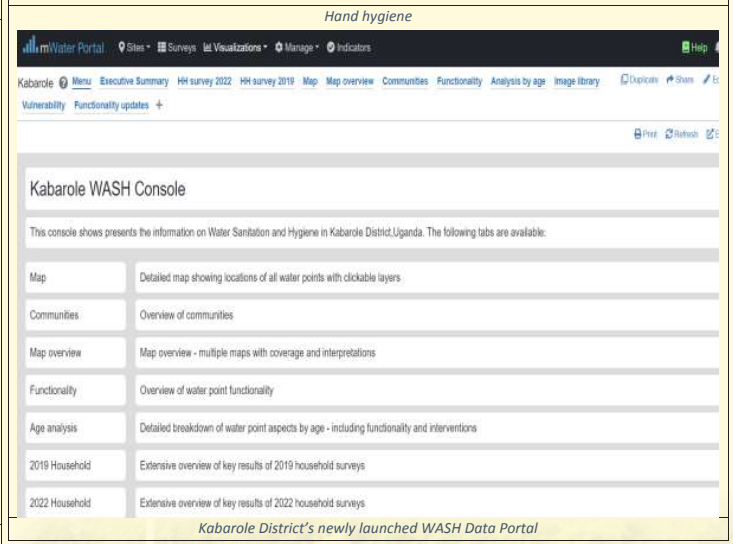 Hand hygiene
mWater Portal Sites Surveys Visualizations Manage Indicators Help
Kabarole Menu Executive Summary HH survey 2022 HH survey 2019 Map Map overview Communities Functionality Analysis by age Image library Duplicate Share
Vulnerability Functionality updates +
Print Refresh
Kabarole WASH Console
This console shows presents the information on Water Sanitation and Hygiene in Kabarole District,Uganda. The following tabs are available:
Map Detailed map showing locations of all water points with clickable layers
Communities Overview of communities
Map overview Map overview - multiple maps with coverage and interpretations
Functionality Overview of water point functionality
Age analysis Detailed breakdown of water point aspects by age - including functionality and interventions
2019 Household Extensive overview of key results of 2019 household surveys
2022 Household Extensive overview of key results of 2022 household surveys
Kabarole District's newly launched WASH Data Portal